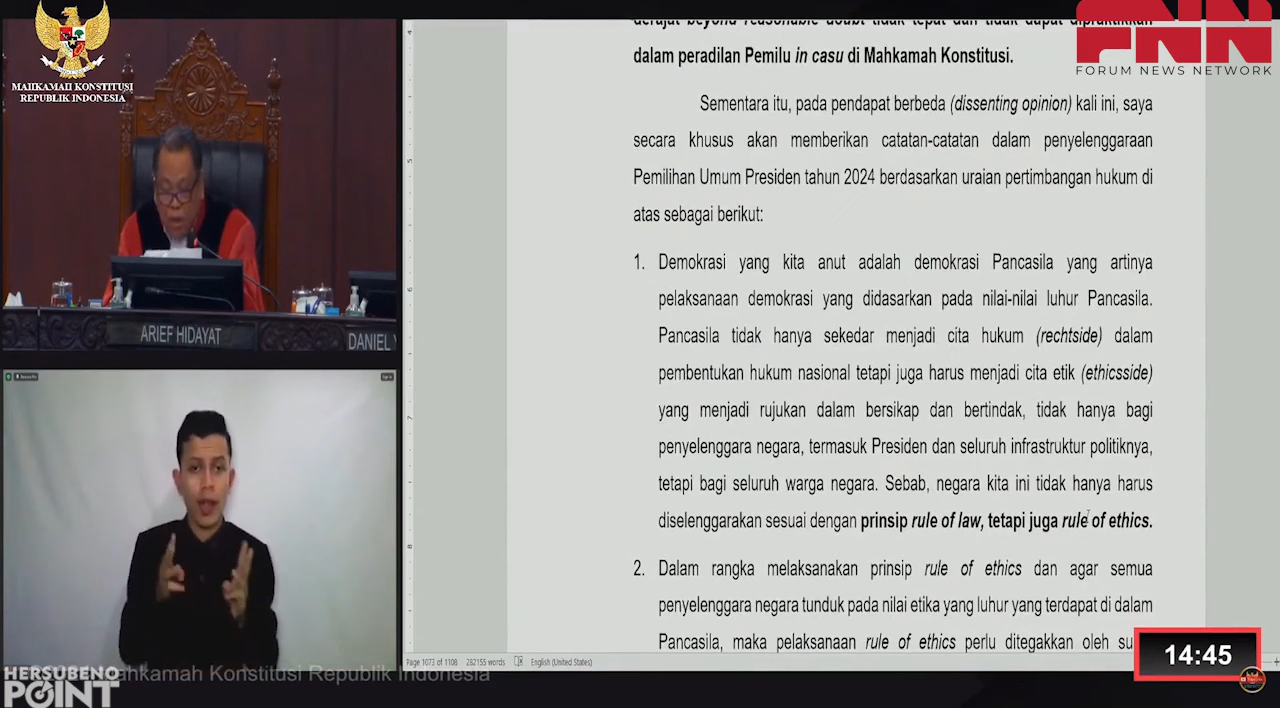 MAHKAMAH KONSTITUSI
REPUBLIK INDONESIA
ARIEF HIDAYAT
DANIEL Y
FNN
FORUM NEWS NETWORK
derajat beyond reasonable doubt tidak tepat dan tidak dapat dipraktikkan
dalam peradilan Pemilu in casu di Mahkamah Konstitusi.
Sementara itu, pada pendapat berbeda (dissenting opinion) kali ini, saya
secara khusus akan memberikan catatan-catatan dalam penyelenggaraan
Pemilihan Umum Presiden tahun 2024 berdasarkan uraian pertimbangan hukum di
atas sebagai berikut:
1. Demokrasi yang kita anut adalah demokrasi Pancasila yang artinya
pelaksanaan demokrasi yang didasarkan pada nilai-nilai luhur Pancasila.
Pancasila tidak hanya sekedar menjadi cita hukum (rechtside) dalam
pembentukan hukum nasional tetapi juga harus menjadi cita etik (ethicsside)
yang menjadi rujukan dalam bersikap dan bertindak, tidak hanya bagi
penyelenggara negara, termasuk Presiden dan seluruh infrastruktur politiknya,
tetapi bagi seluruh warga negara. Sebab, negara kita ini tidak hanya harus
diselenggarakan sesuai dengan prinsip rule of law, tetapi juga rule of ethics.
2. Dalam rangka melaksanakan prinsip rule of ethics dan agar semua
penyelenggara negara tunduk pada nilai etika yang luhur yang terdapat di dalam
Pancasila, maka pelaksanaan rule of ethics perlu ditegakkan oleh su
Page 1073 of 1108 282155 words English (United States)
14:45
HERSUBENO
POINT
ahkamah Konstitusi Republik Indonesia